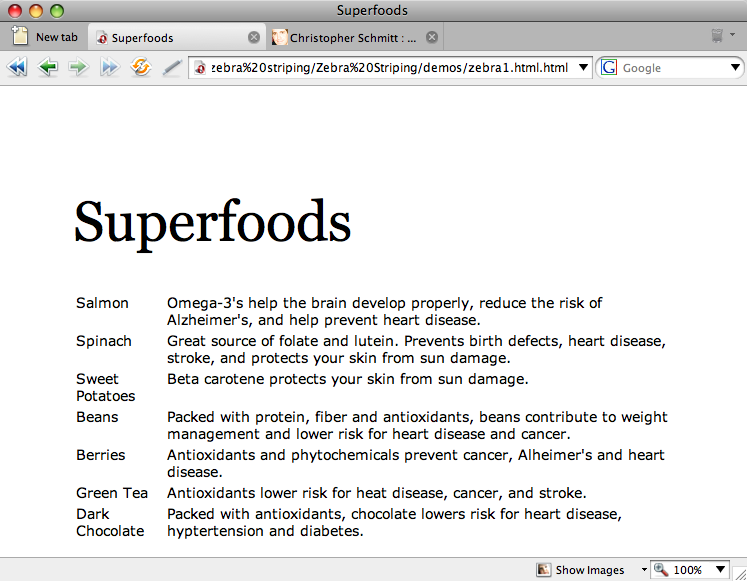 Superfoods
New tab
Superfoods
Christopher Schmitt : ...
zebra%20striping/Zebra%20Striping/demos/zebra1.html.html
Google
Superfoods
Salmon Omega-3's help the brain develop properly, reduce the risk of
Alzheimer's, and help prevent heart disease.
Spinach Great source of folate and lutein. Prevents birth defects, heart disease,
stroke, and protects your skin from sun damage.
Sweet Beta carotene protects your skin from sun damage.
Potatoes
Beans Packed with protein, fiber and antioxidants, beans contribute to weight
management and lower risk for heart disease and cancer.
Berries Antioxidants and phytochemicals prevent cancer, Alheimer's and heart
disease.
Green Tea Antioxidants lower risk for heat disease, cancer, and stroke.
Dark Packed with antioxidants, chocolate lowers risk for heart disease,
Chocolate hyptertension and diabetes.
Show Images 100%